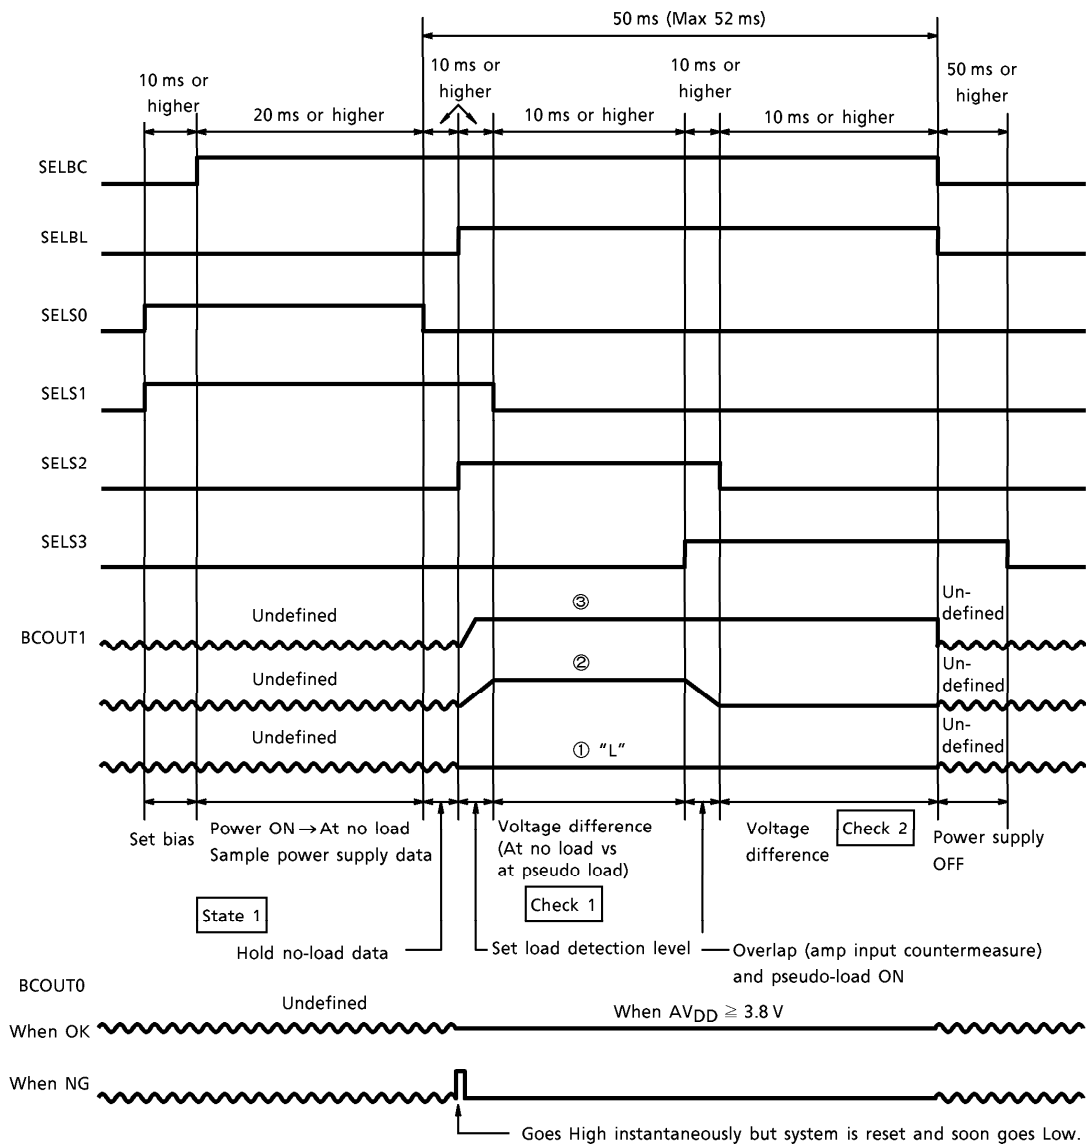 50 ms (Max 52 ms)
10 ms or
higher
20 ms or higher
10 ms or
higher
10 ms or higher
10 ms or
higher
10 ms or higher
50 ms or
higher
SELBC
SELBL
SELS0
SELS1
SELS2
SELS3
BCOUT1
Undefined
③
Un-
defined
Undefined
②
Un-
defined
Undefined
① “L”
Un-
defined
Set bias
Power ON → At no load
Sample power supply data
Voltage difference
(At no load vs
at pseudo load)
Voltage
difference
Check 2
Power supply
OFF
State 1
Check 1
Hold no-load data
Set load detection level
Overlap (amp input countermeasure)
and pseudo-load ON
BCOUT0
Undefined
When OK
When AVDD ≧ 3.8 V
When NG
Goes High instantaneously but system is reset and soon goes Low.